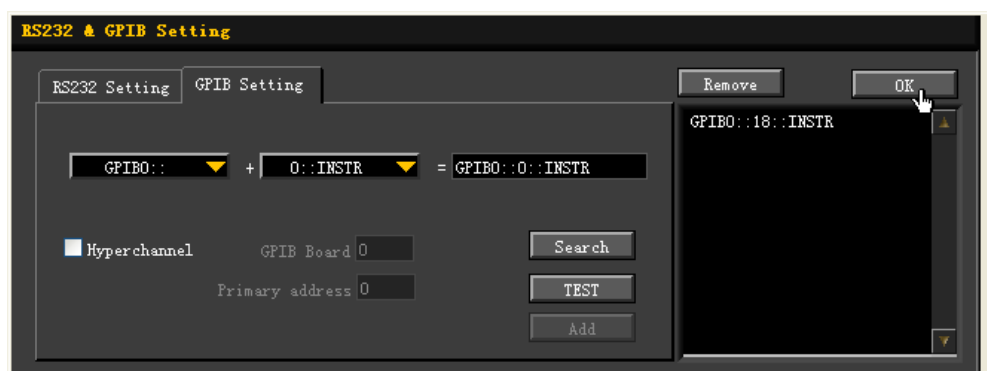 RS232 & GPIB Setting
RS232 Setting GPIB Setting
Remove OK
GPIB0::18::INSTR
GPIB0:: + 0::INSTR = GPIB0::0::INSTR
Hyperchannel GPIB Board 0 Search
Primary address 0 TEST
Add